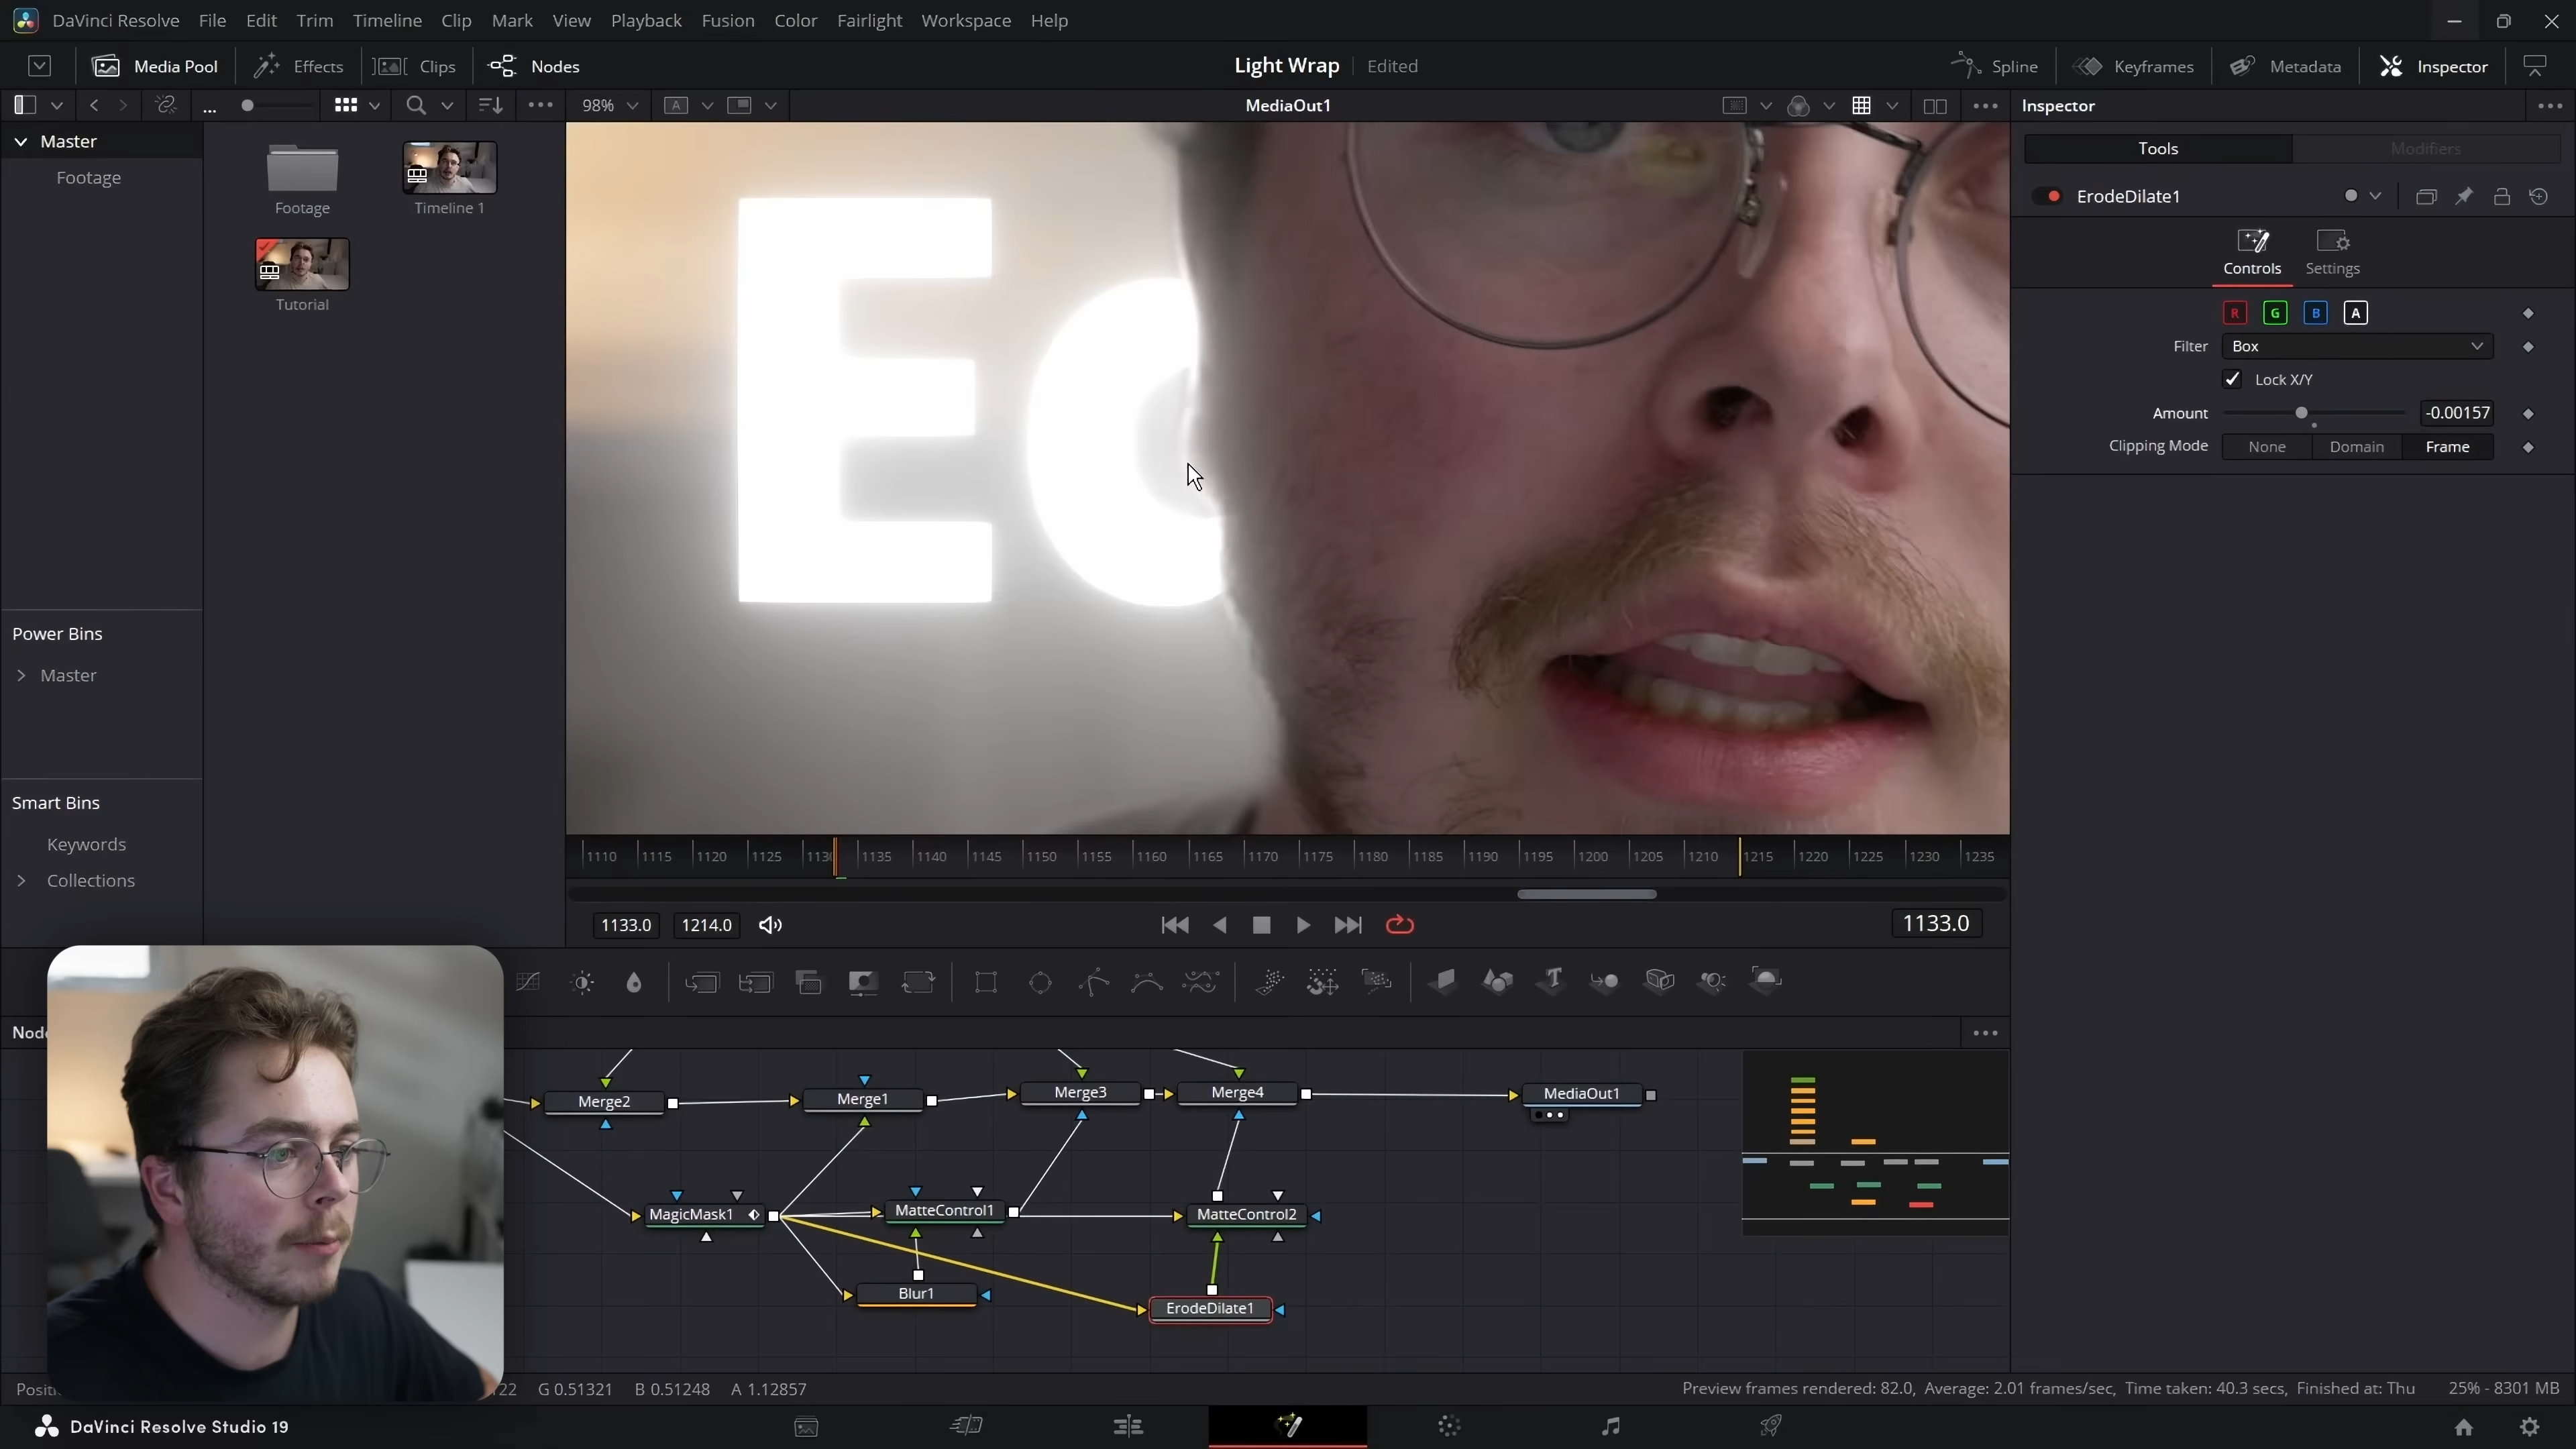 DaVinci Resolve File Edit Trim Timeline Clip Mark View Playback Fusion Color Fairlight Workspace Help
Media Pool Effects Clips Nodes Light Wrap Edited Spline Keyframes Metadata Inspector
... 98% A MediaOut1 Inspector
Master
Footage
Footage
Timeline 1
Tutorial
Power Bins
Master
Smart Bins
Keywords
Collections
E
Tools Modifiers
ErodeDilate1
Controls Settings
R G B A
Filter Box
Lock X/Y
Amount -0.00157
Clipping Mode None Domain Frame
1110 1115 1120 1125 1135 1140 1145 1150 1155 1160 1165 1170 1175 1180 1185 1190 1195 1200 1205 1210 1215 1220 1225 1230 1235
1133.0 1214.0 1133.0
T
Merge2 Merge1 Merge3 Merge4 MediaOut1
MagicMask1 MatteControl1 MatteControl2
Blur1 ErodeDilate1
G 0.51321 B 0.51248 A 1.12857 Preview frames rendered: 82.0, Average: 2.01 frames/sec, Time taken: 40.3 secs, Finished at: Thu 25% - 8301 MB
DaVinci Resolve Studio 19